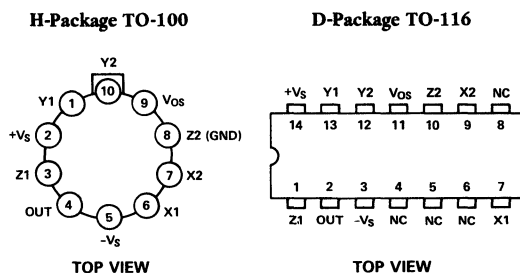 H-Package TO-100
Y2
10
Y1 1 9 VOS
+VS 2 8 Z2 (GND)
Z1 3 7 X2
OUT 4 6 X1
5
-VS
TOP VIEW
D-Package TO-116
+VS Y1 Y2 VOS Z2 X2 NC
14 13 12 11 10 9 8
1 2 3 4 5 6 7
Z1 OUT -VS NC NC NC X1
TOP VIEW